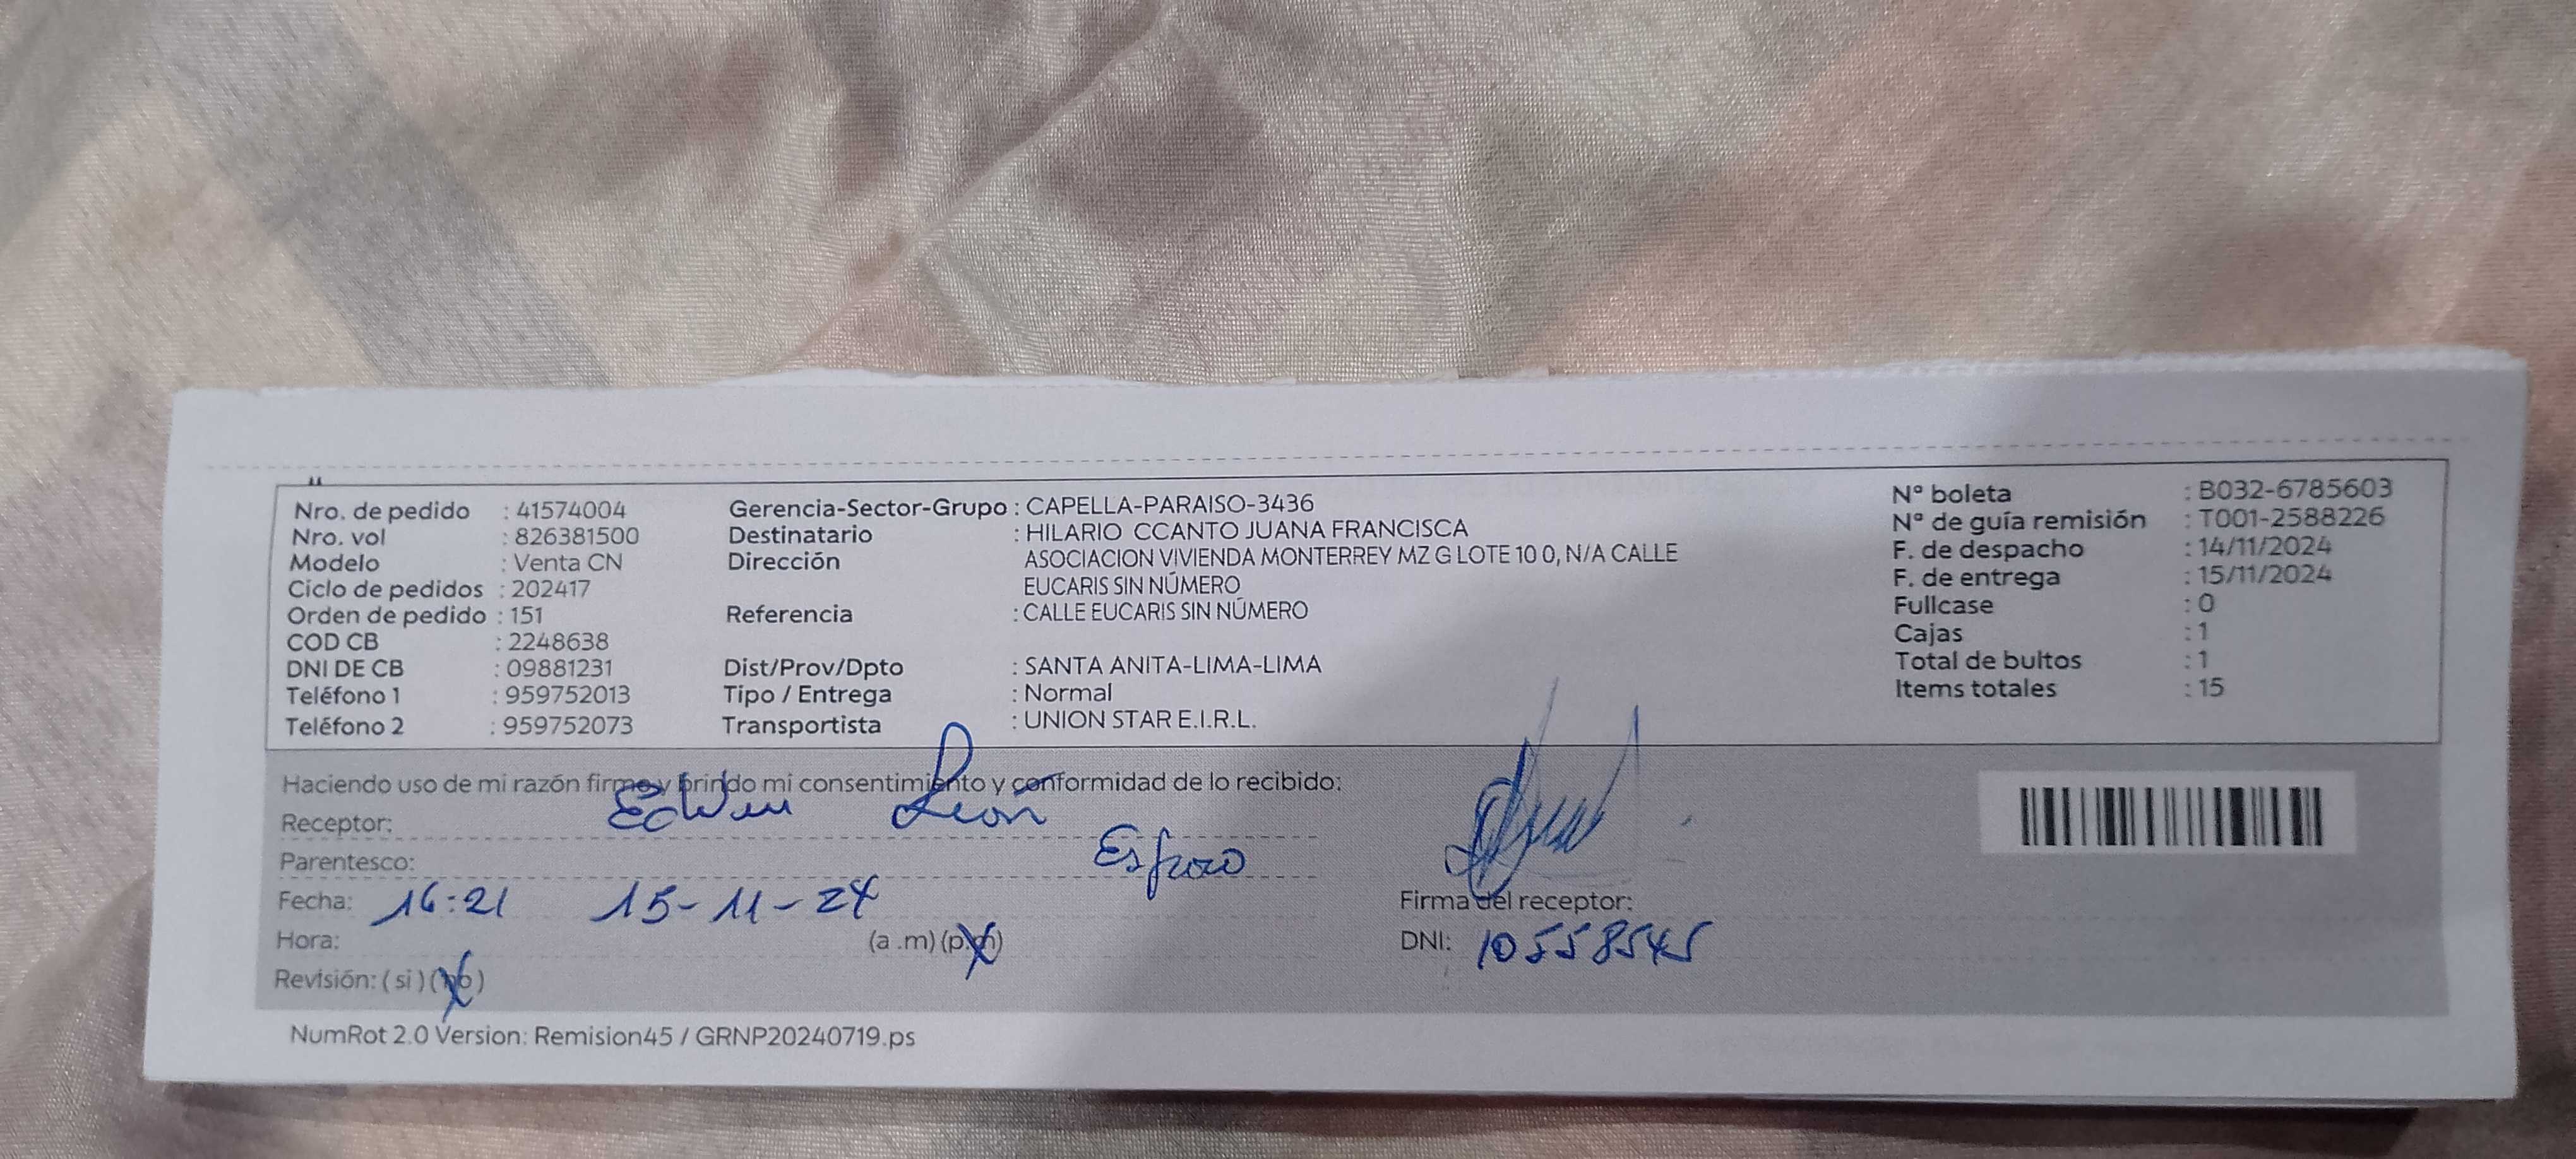 Nro. de pedido : 41574004
Nro. vol : 826381500
Modelo : Venta CN
Ciclo de pedidos : 202417
Orden de pedido : 151
COD CB : 2248638
DNI DE CB : 09881231
Teléfono 1 : 959752013
Teléfono 2 : 959752073
Gerencia-Sector-Grupo : CAPELLA-PARAISO-3436
Destinatario : HILARIO CCANTO JUANA FRANCISCA
Dirección ASOCIACION VIVIENDA MONTERREY MZ G LOTE 10 0, N/A CALLE
EUCARIS SIN NÚMERO
Referencia : CALLE EUCARIS SIN NÚMERO
Dist/Prov/Dpto : SANTA ANITA-LIMA-LIMA
Tipo / Entrega : Normal
Transportista : UNION STAR E.I.R.L.
Nº boleta : B032-6785603
Nº de guía remisión : T001-2588226
F. de despacho : 14/11/2024
F. de entrega : 15/11/2024
Fullcase : 0
Cajas : 1
Total de bultos : 1
Items totales : 15
Haciendo uso de mi razón firmo y brindo mi consentimiento y conformidad de lo recibido:
Receptor: Edwin León
Parentesco: Esposo
Fecha: 16:21 15-11-24
Hora: (a .m) (p.m)
Revisión: ( si ) ( no )
Firma del receptor:
DNI: 10558545
NumRot 2.0 Version: Remision45 / GRNP20240719.ps